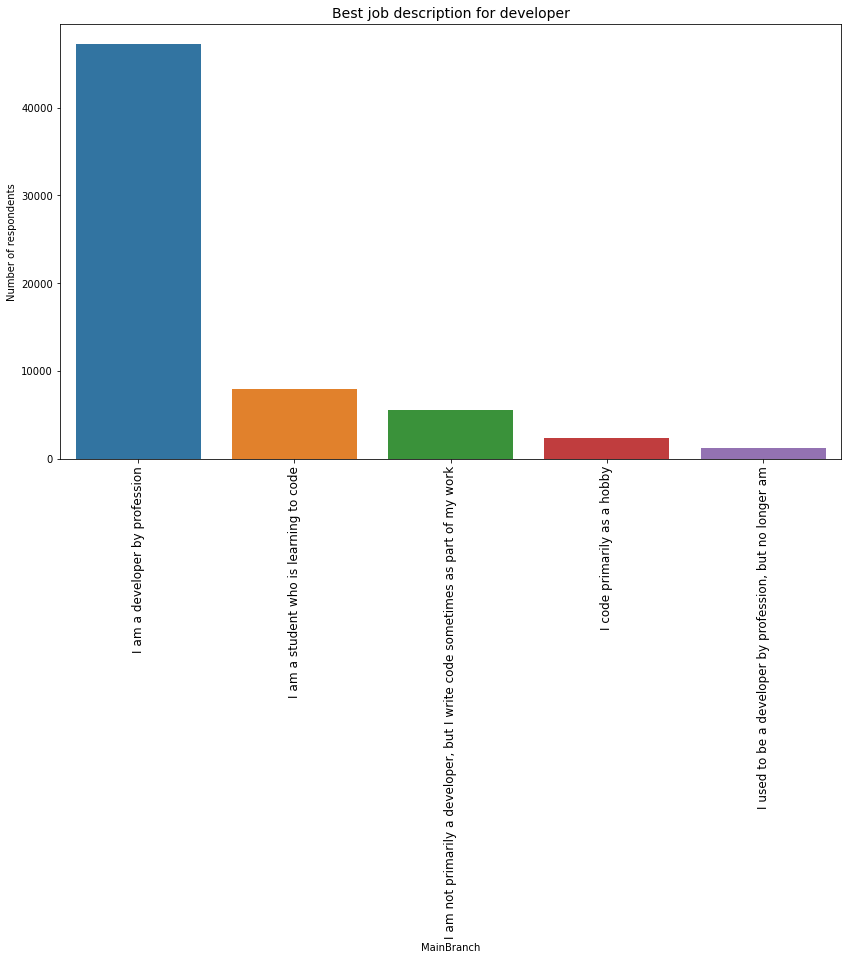 Best job description for developer
Number of respondents
40000
30000
20000
10000
0
I am a developer by profession
I am a student who is learning to code
I am not primarily a developer, but I write code sometimes as part of my work
I code primarily as a hobby
I used to be a developer by profession, but no longer am
MainBranch